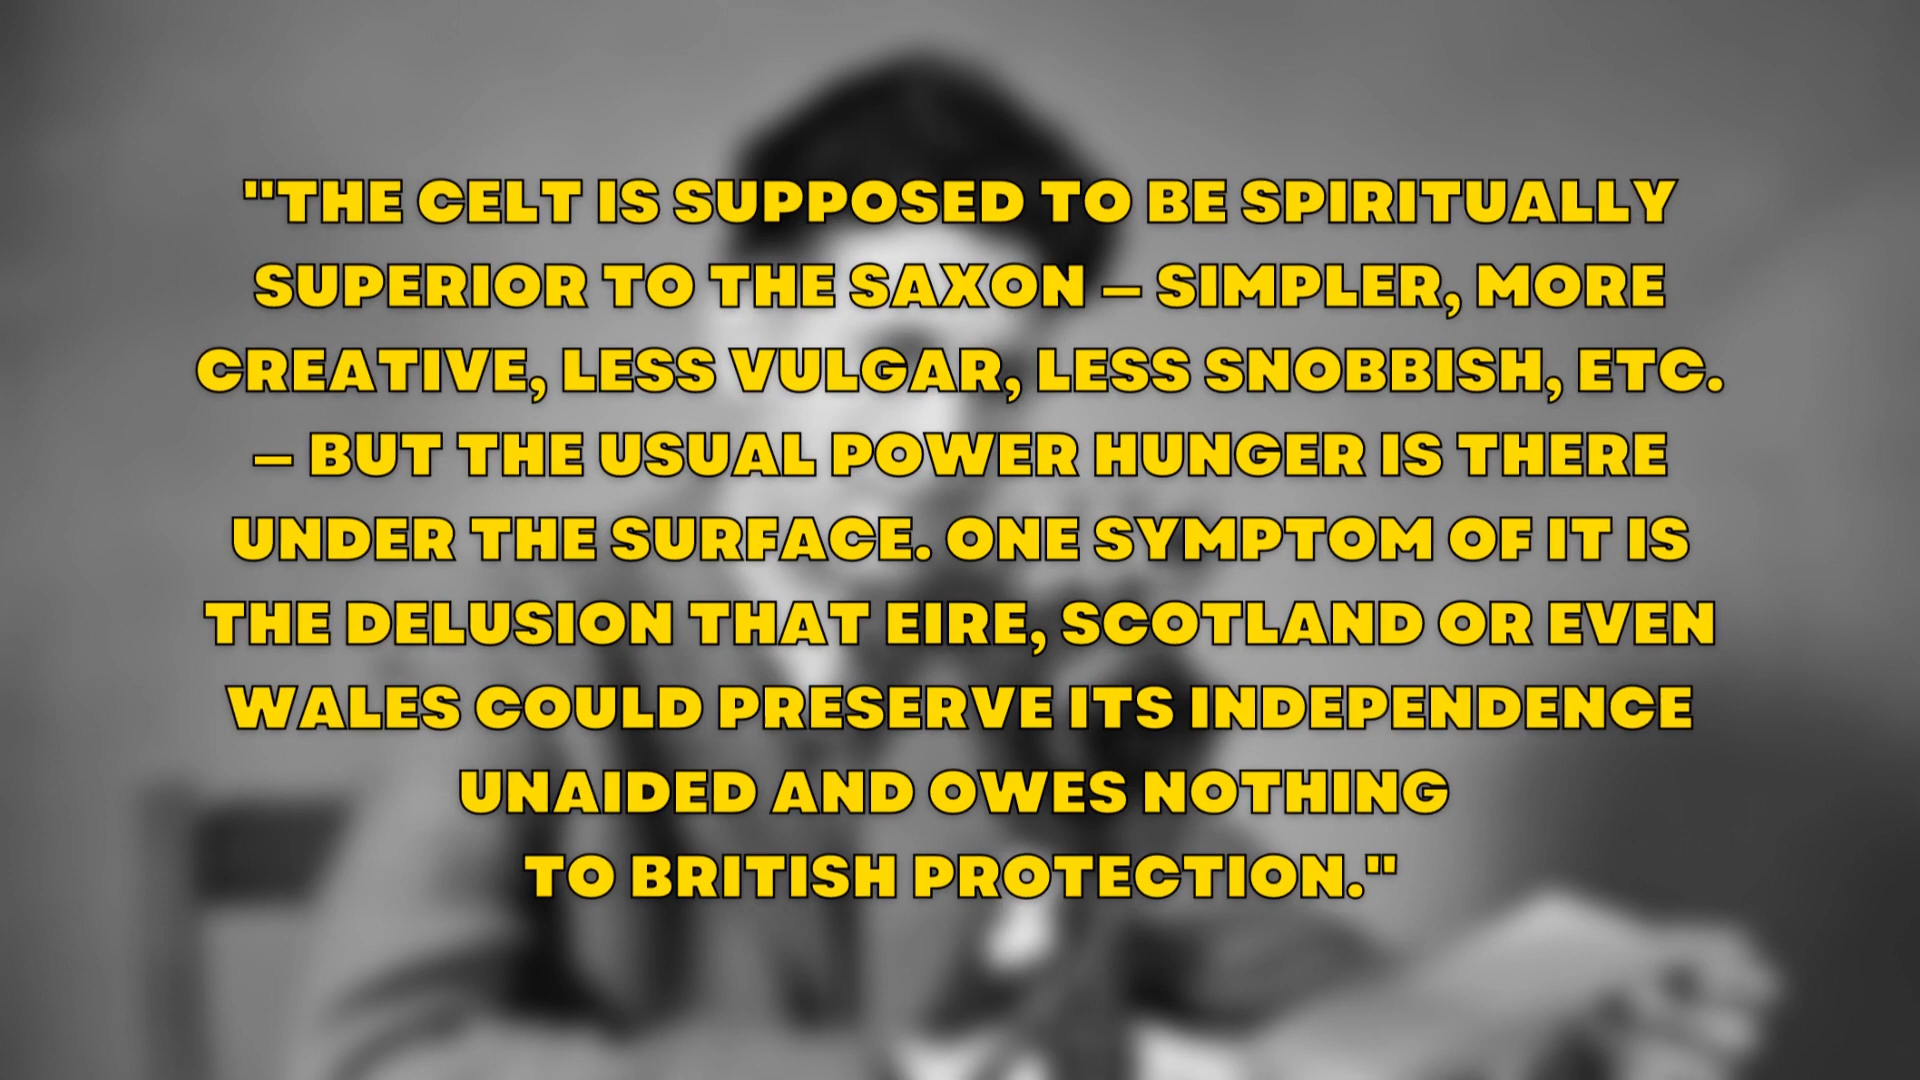 "THE CELT IS SUPPOSED TO BE SPIRITUALLY
SUPERIOR TO THE SAXON – SIMPLER, MORE
CREATIVE, LESS VULGAR, LESS SNOBBISH, ETC.
– BUT THE USUAL POWER HUNGER IS THERE
UNDER THE SURFACE. ONE SYMPTOM OF IT IS
THE DELUSION THAT EIRE, SCOTLAND OR EVEN
WALES COULD PRESERVE ITS INDEPENDENCE
UNAIDED AND OWES NOTHING
TO BRITISH PROTECTION."